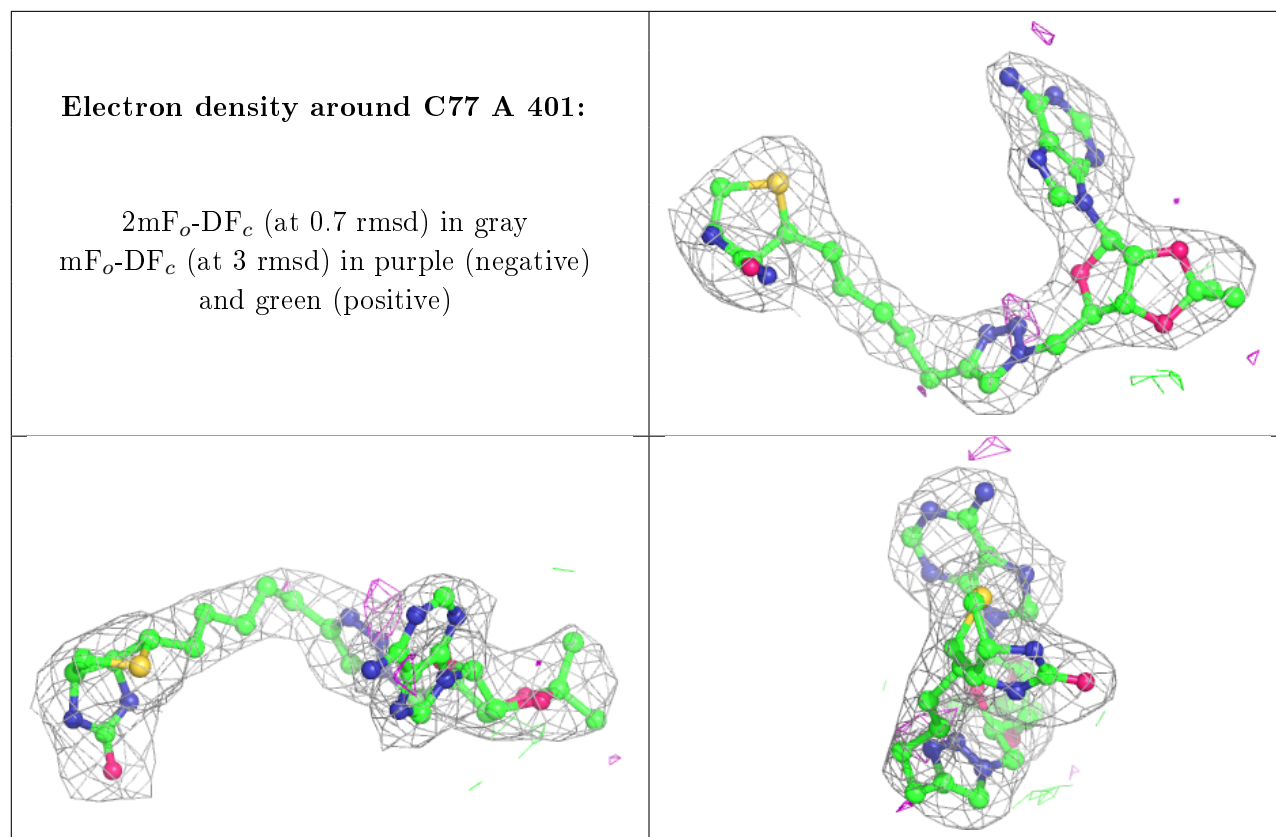 Electron density around C77 A 401:
2mFₒ-DF𝒸 (at 0.7 rmsd) in gray
mFₒ-DF𝒸 (at 3 rmsd) in purple (negative)
and green (positive)